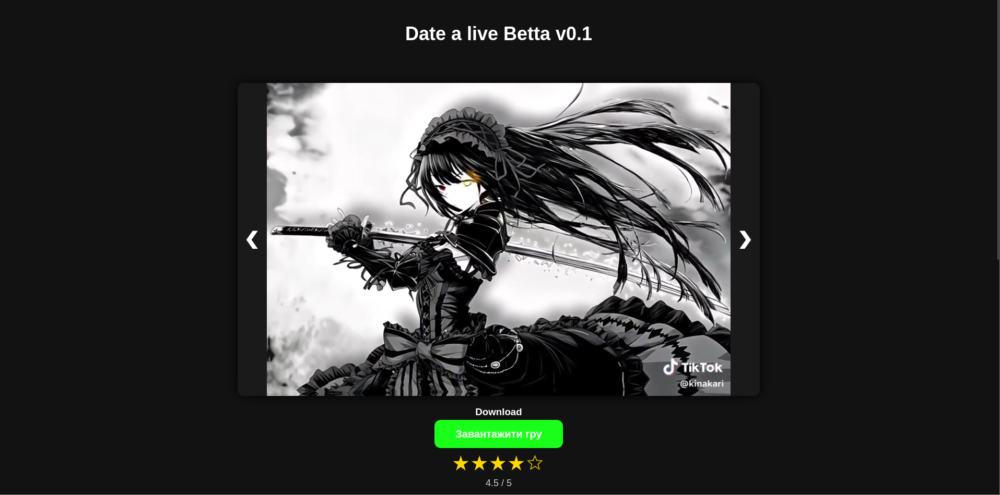 Date a live Betta v0.1
❮
❯
TikTok
@kinakari
Download
Завантажити гру
★★★★☆
4.5 / 5